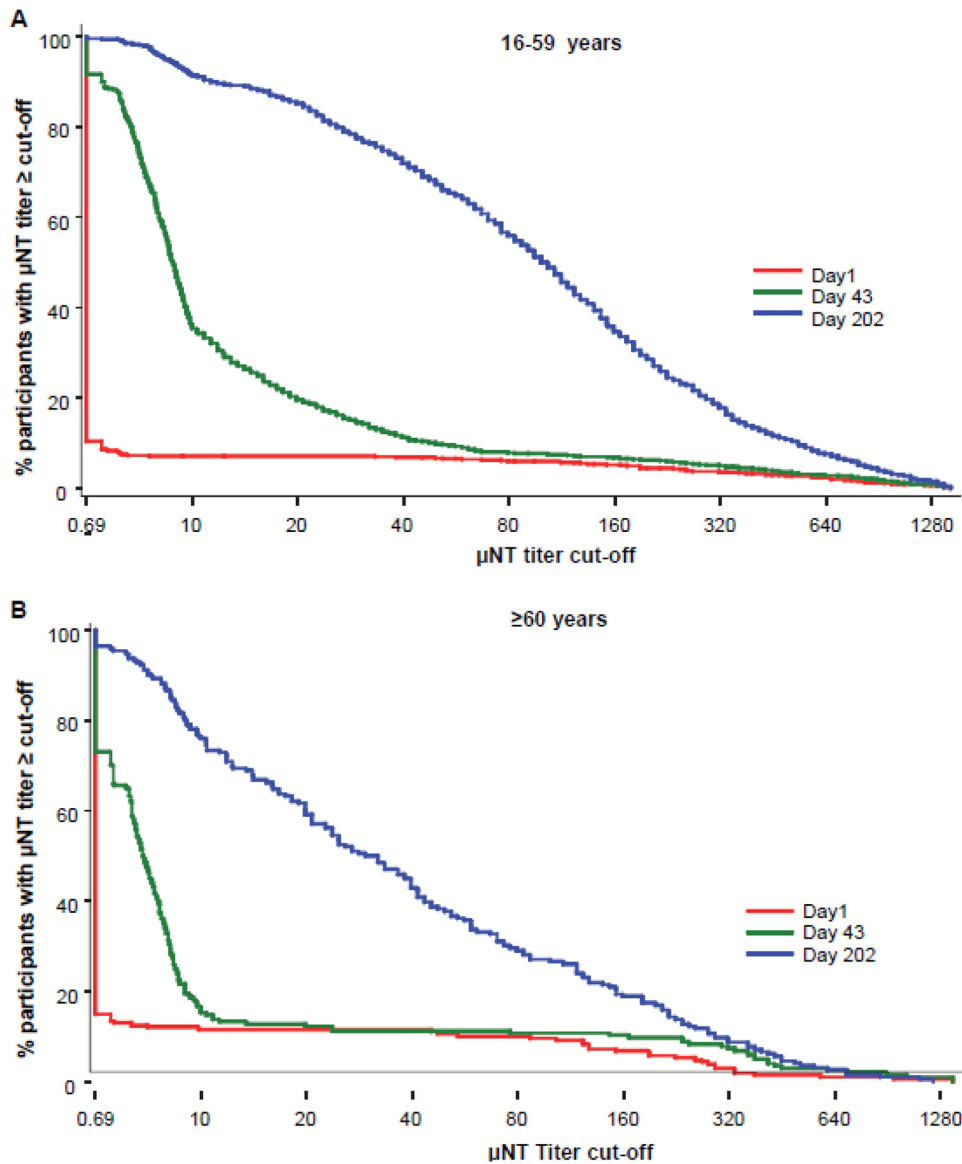 A
16-59 years
% participants with µNT titer ≥ cut-off
100
80
60
40
20
0
Day1
Day 43
Day 202
0.69 10 20 40 80 160 320 640 1280
µNT titer cut-off
B
≥60 years
% participants with µNT titer ≥ cut-off
100
80
60
40
20
0
Day1
Day 43
Day 202
0.69 10 20 40 80 160 320 640 1280
µNT Titer cut-off